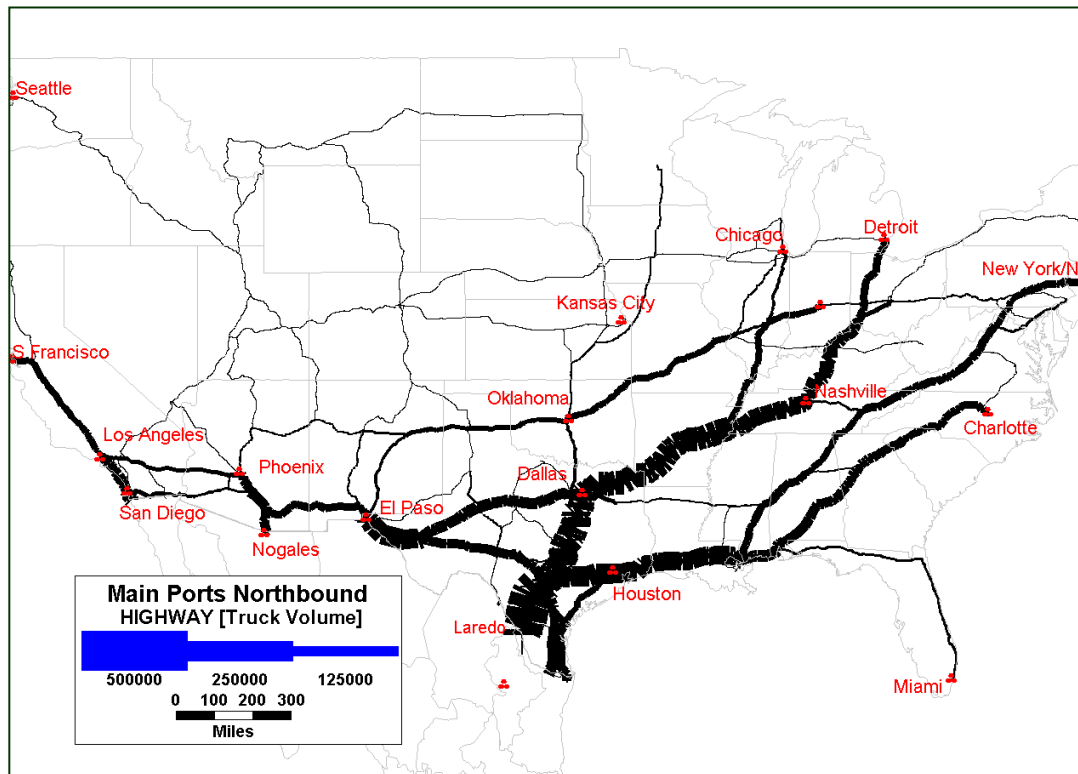 Seattle
Chicago
Detroit
New York/N
Kansas City
S.Francisco
Oklahoma
Nashville
Los Angeles
Charlotte
Phoenix
Dallas
San Diego
El Paso
Nogales
Houston
Laredo
Miami
Main Ports Northbound
HIGHWAY [Truck Volume]
500000 250000 125000
0 100 200 300
Miles